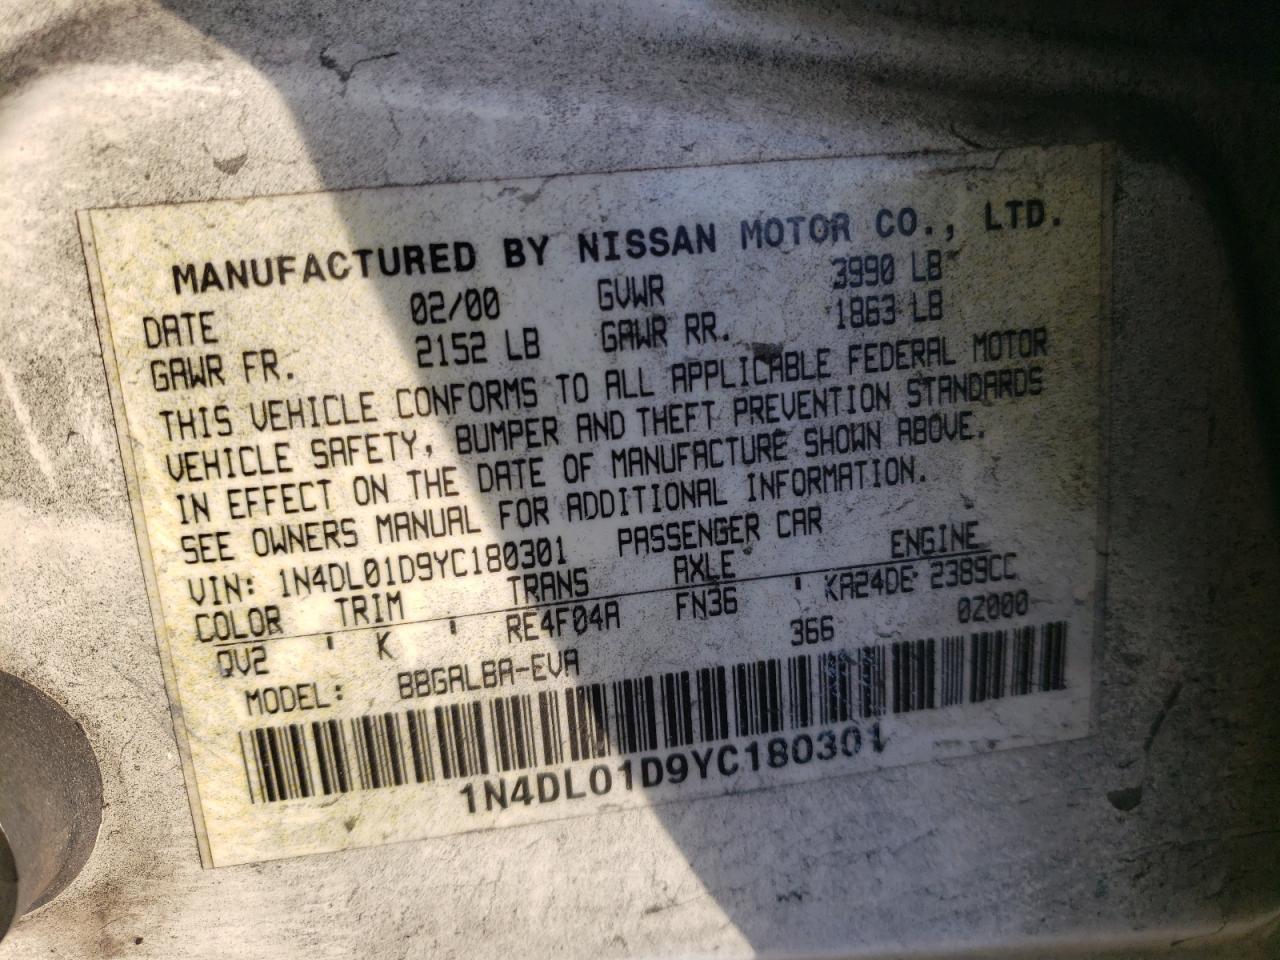 MANUFACTURED BY NISSAN MOTOR CO., LTD.
DATE 02/00 GVWR 3990 LB
GAWR FR. 2152 LB GAWR RR. 1863 LB
THIS VEHICLE CONFORMS TO ALL APPLICABLE FEDERAL MOTOR
VEHICLE SAFETY, BUMPER AND THEFT PREVENTION STANDARDS
IN EFFECT ON THE DATE OF MANUFACTURE SHOWN ABOVE.
SEE OWNERS MANUAL FOR ADDITIONAL INFORMATION.
VIN: 1N4DL01D9YC180301 PASSENGER CAR
COLOR TRIM TRANS AXLE ENGINE
QV2 ' K ' RE4F04A FN36 ' KA24DE 2389CC
MODEL: BBGALBA-EVA 366 0Z000
1N4DL01D9YC180301